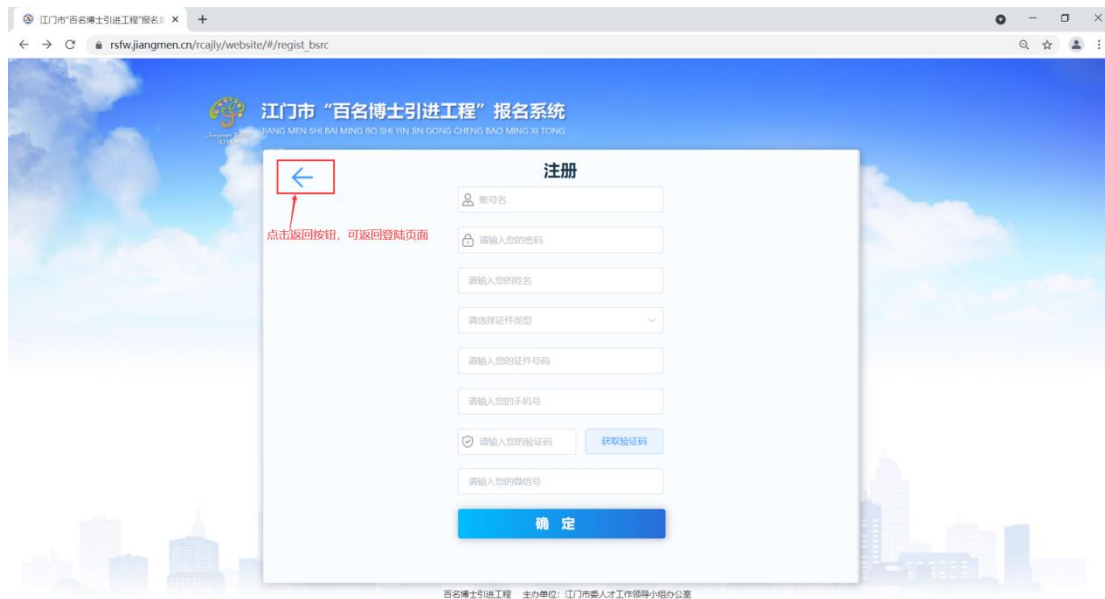 江门市"百名博士引进工程"报名
rsfw.jiangmen.cn/rcajly/website/#/regist_bsrc
江门市“百名博士引进工程”报名系统
JIANG MEN SHI BAI MING BO SHI YIN JIN GONG CHENG BAO MING XI TONG
注册
账号名
点击返回按钮，可返回登陆页面
请输入您的密码
请输入您的姓名
请选择证件类型
请输入您的证件号码
请输入您的手机号
请输入您的验证码 获取验证码
请输入您的微信号
确 定
百名博士引进工程 主办单位：江门市委人才工作领导小组办公室